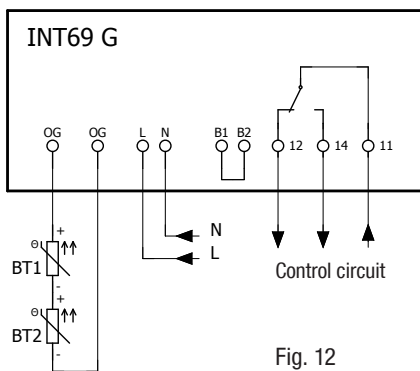 INT69 G
OG OG L N B1 B2 12 14 11
+
Θ
BT1
-
+
Θ
BT2
-
N
L
Control circuit
Fig. 12